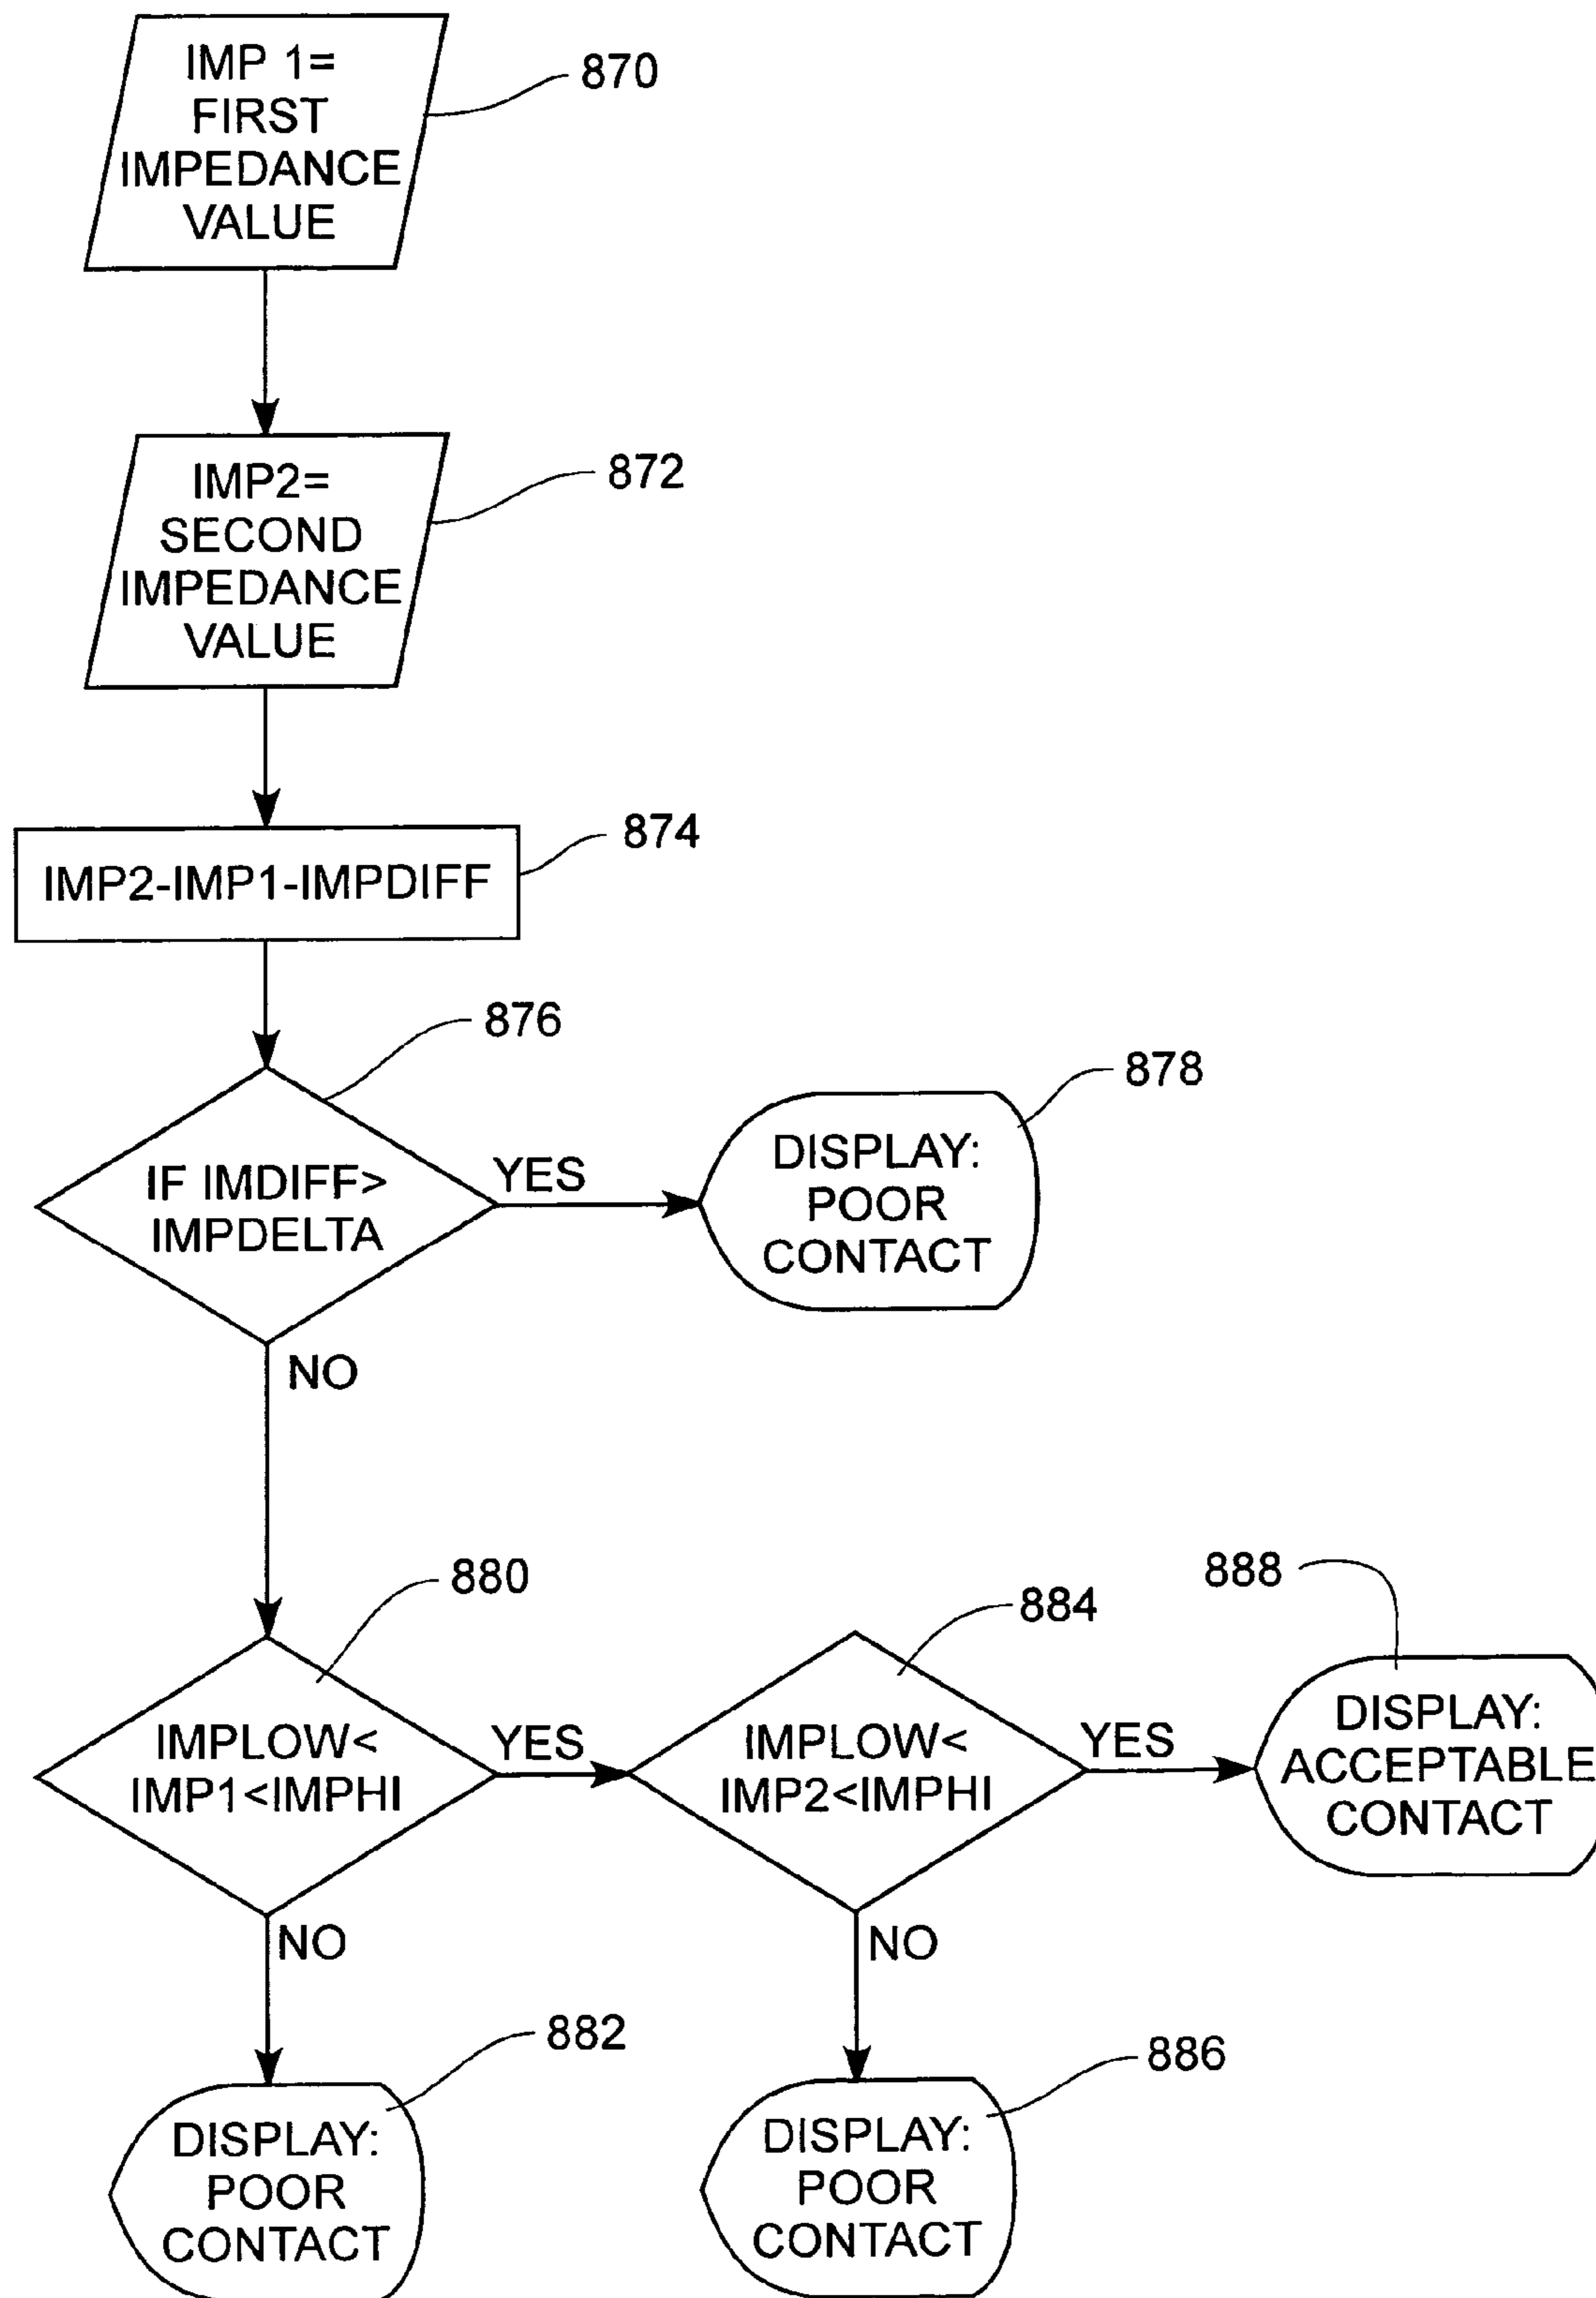 IMP 1=
FIRST
IMPEDANCE
VALUE
870
IMP2=
SECOND
IMPEDANCE
VALUE
872
IMP2-IMP1-IMPDIFF
874
876
IF IMDIFF>
IMPDELTA
YES
878
DISPLAY:
POOR
CONTACT
NO
880
IMPLOW<
IMP1<IMPHI
YES
884
IMPLOW<
IMP2<IMPHI
YES
888
DISPLAY:
ACCEPTABLE
CONTACT
NO
882
DISPLAY:
POOR
CONTACT
NO
886
DISPLAY:
POOR
CONTACT